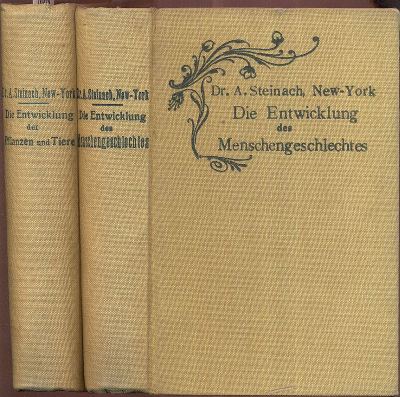 Dr. A. Steinach, New-York
Die Entwicklung
der
Pflanzen und Tiere
Dr. A. Steinach, New-York
Die Entwicklung
des
Menschengeschlechtes
Dr. A. Steinach, New-York
Die Entwicklung
des
Menschengeschlechtes